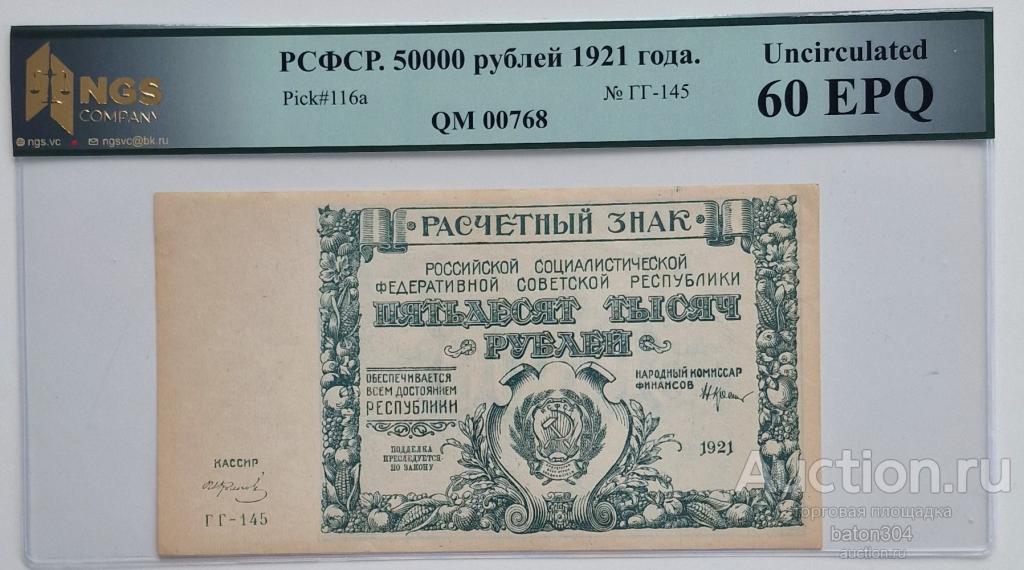 NGS
COMPANY
ngs.vc ngsvc@bk.ru
РСФСР. 50000 рублей 1921 года.
Pick#116a № ГГ-145
QM 00768
Uncirculated
60 EPQ
РАСЧЕТНЫЙ ЗНАК
РОССИЙСКОЙ СОЦИАЛИСТИЧЕСКОЙ
ФЕДЕРАТИВНОЙ СОВЕТСКОЙ РЕСПУБЛИКИ
ПЯТЬДЕСЯТ ТЫСЯЧ
РУБЛЕЙ
ОБЕСПЕЧИВАЕТСЯ
ВСЕМ ДОСТОЯНИЕМ
РЕСПУБЛИКИ
НАРОДНЫЙ КОМИССАР
ФИНАНСОВ
ПОДДЕЛКА
ПРЕСЛЕДУЕТСЯ
ПО ЗАКОНУ
1921
КАССИР
ГГ-145
Auction.ru
торговая площадка
baton304
auction.ru